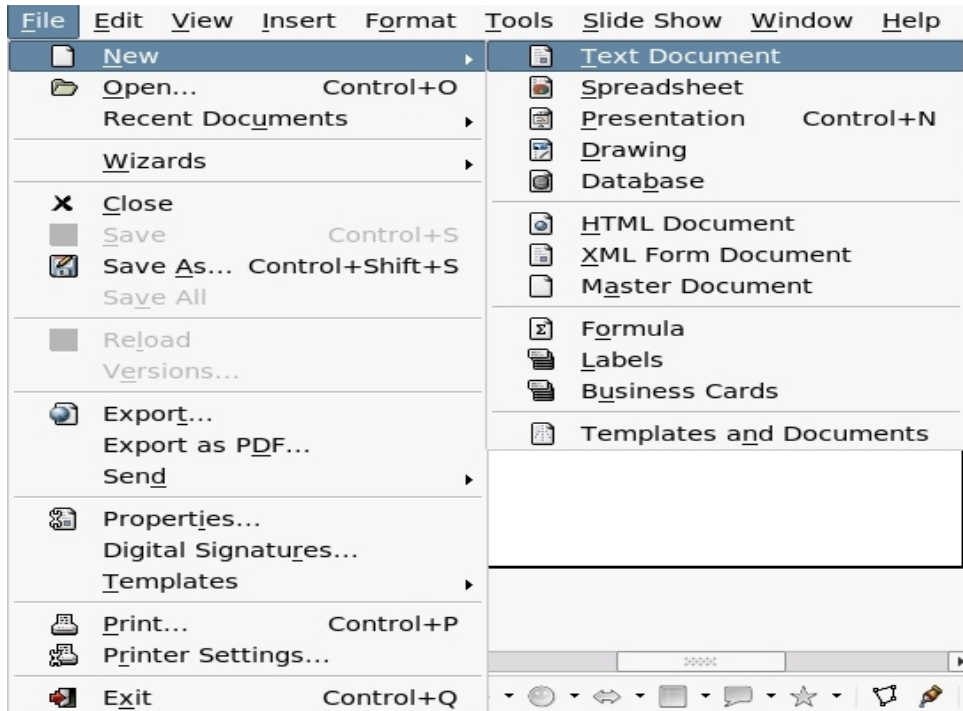 File Edit View Insert Format Tools Slide Show Window Help
New
Open... Control+O
Recent Documents
Wizards
Close
Save Control+S
Save As... Control+Shift+S
Save All
Reload
Versions...
Export...
Export as PDF...
Send
Properties...
Digital Signatures...
Templates
Print... Control+P
Printer Settings...
Exit Control+Q
Text Document
Spreadsheet
Presentation Control+N
Drawing
Database
HTML Document
XML Form Document
Master Document
Formula
Labels
Business Cards
Templates and Documents